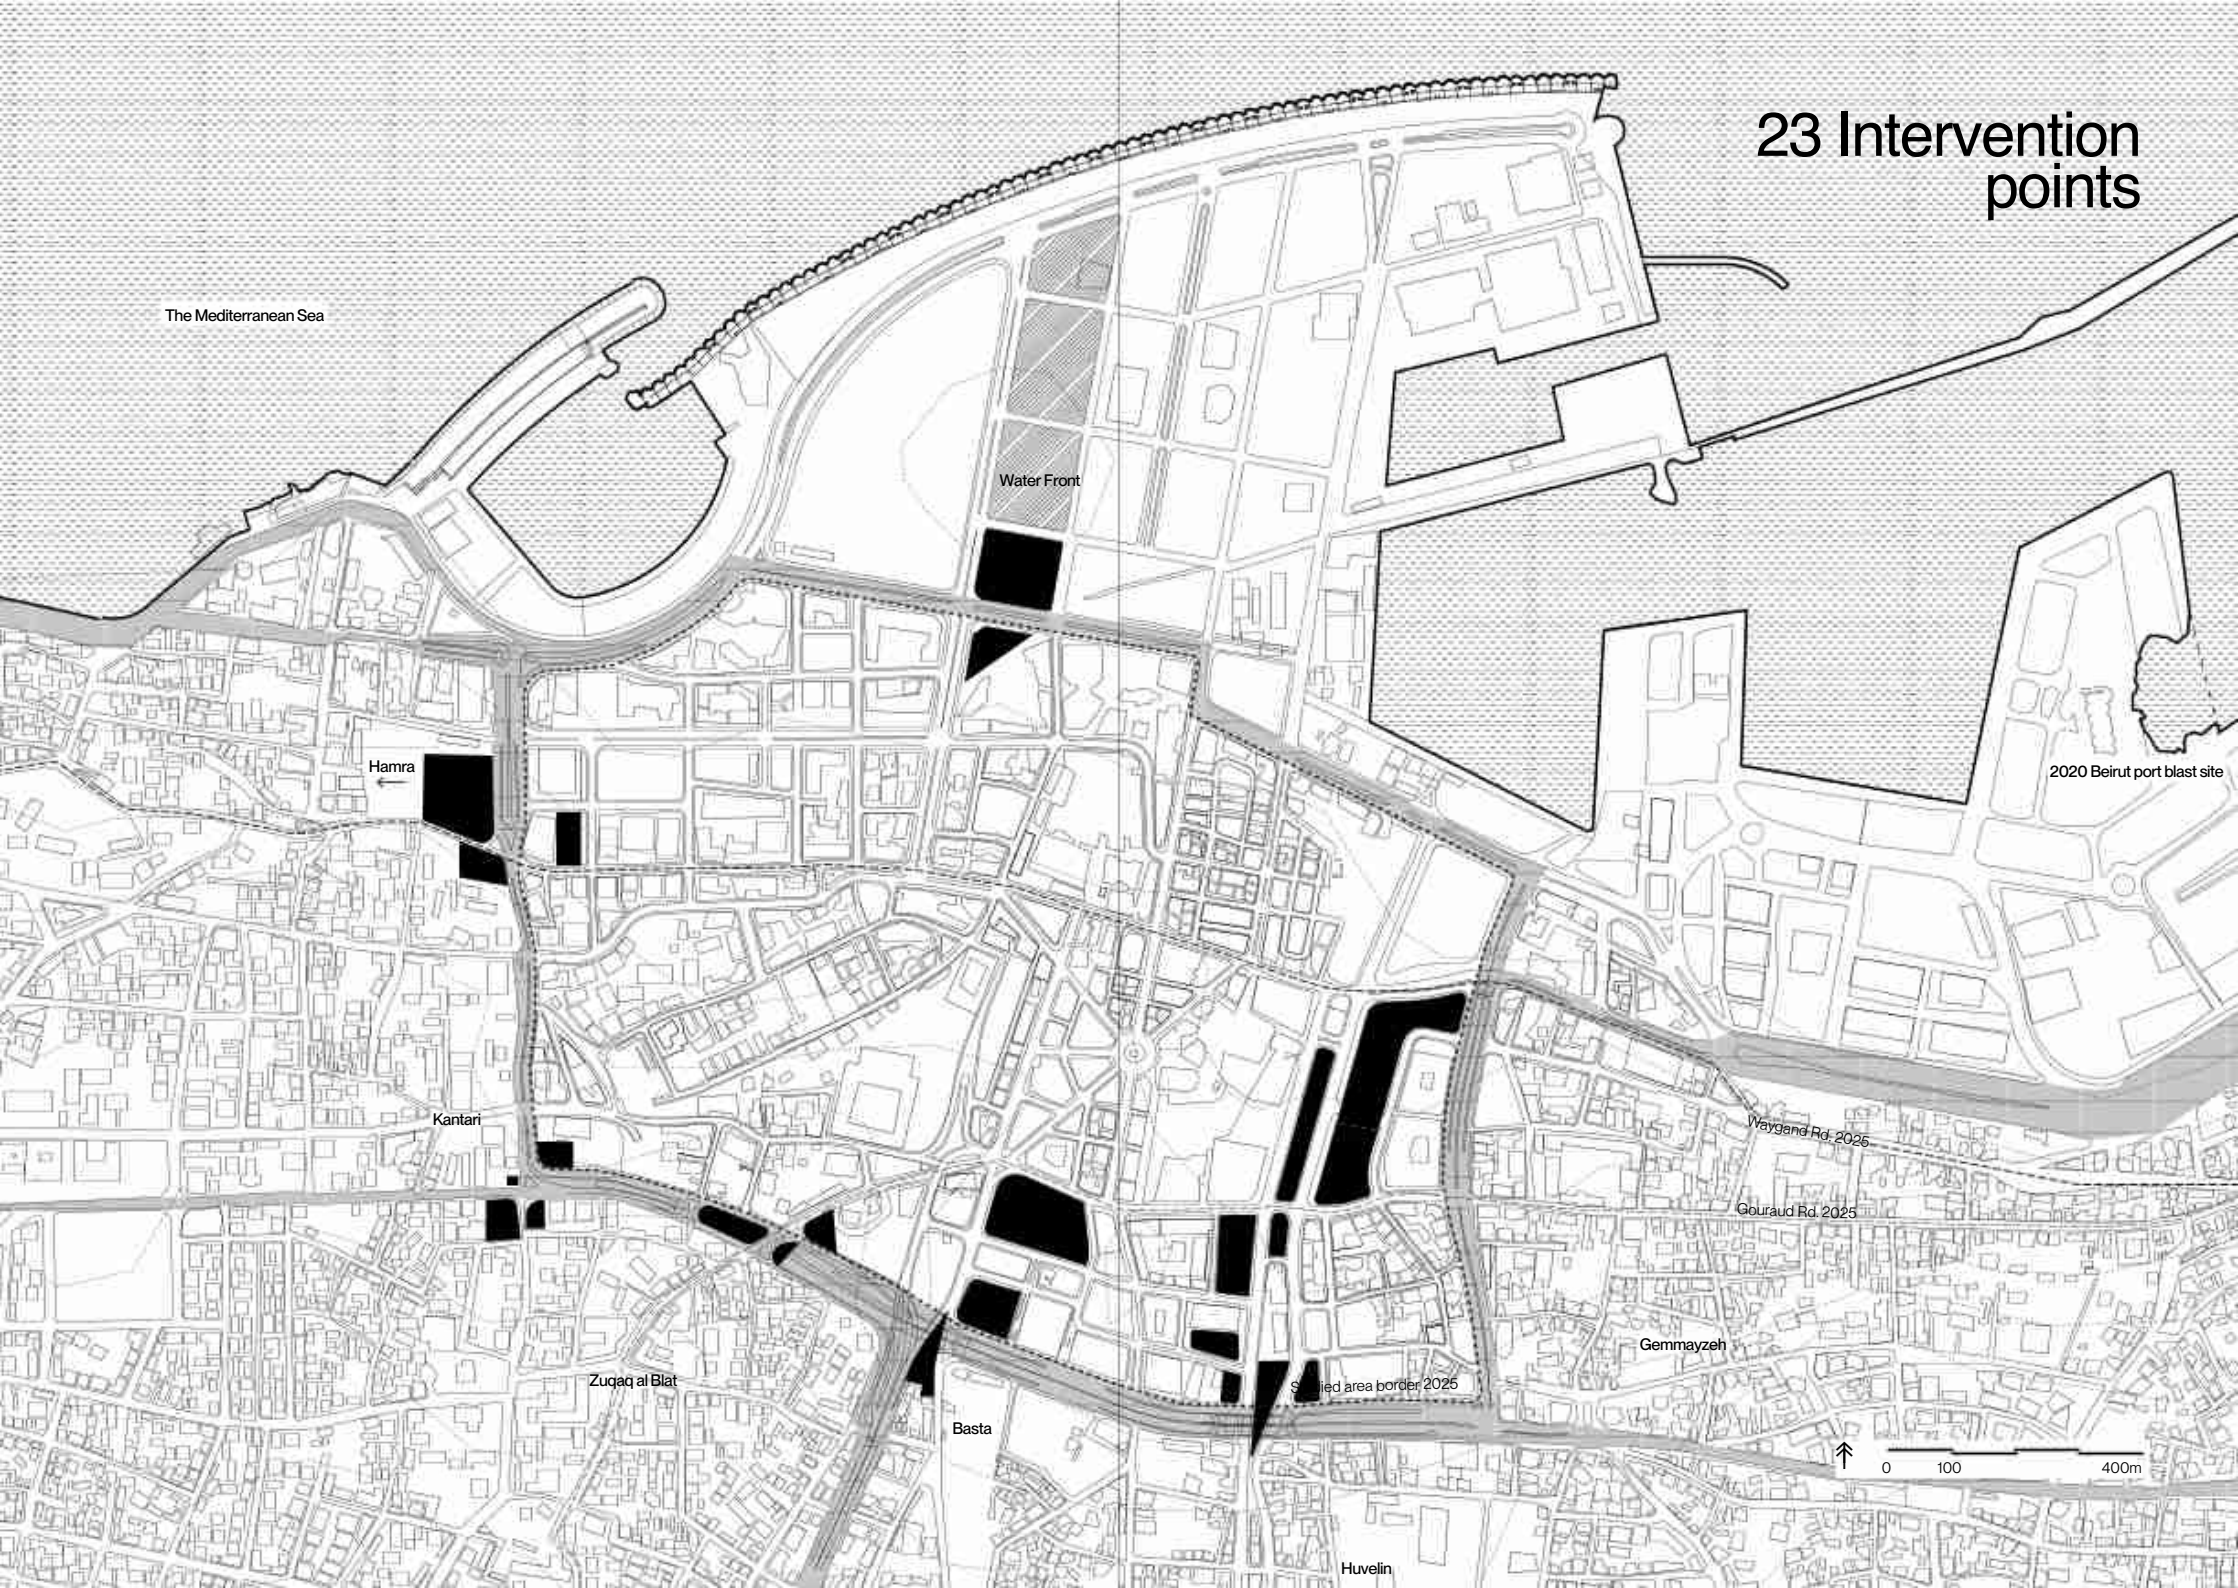 23 Intervention
points
The Mediterranean Sea
Water Front
Hamra
2020 Beirut port blast site
Kantari
Waygand Rd. 2025
Gouraud Rd. 2025
Gemmayzeh
Zuqaq al Blat
Studied area border 2025
Basta
0 100 400m
Huvelin